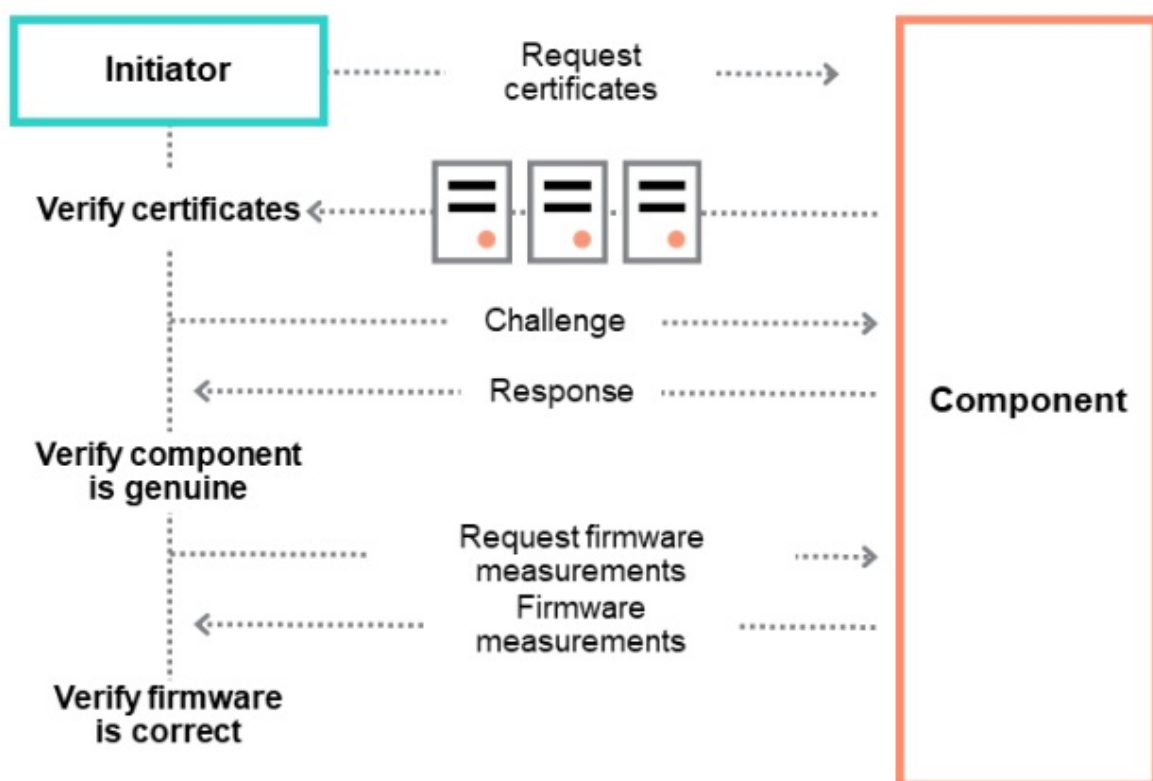 Initiator
Request
certificates
Verify certificates
Challenge
Response
Component
Verify component
is genuine
Request firmware
measurements
Firmware
measurements
Verify firmware
is correct